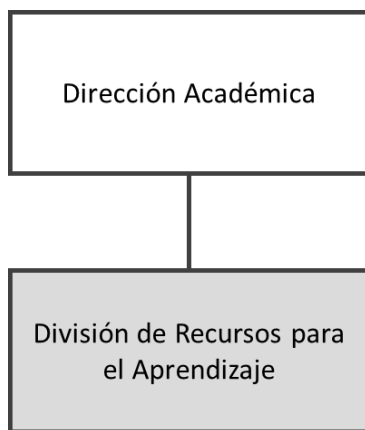 Dirección Académica
División de Recursos para
el Aprendizaje